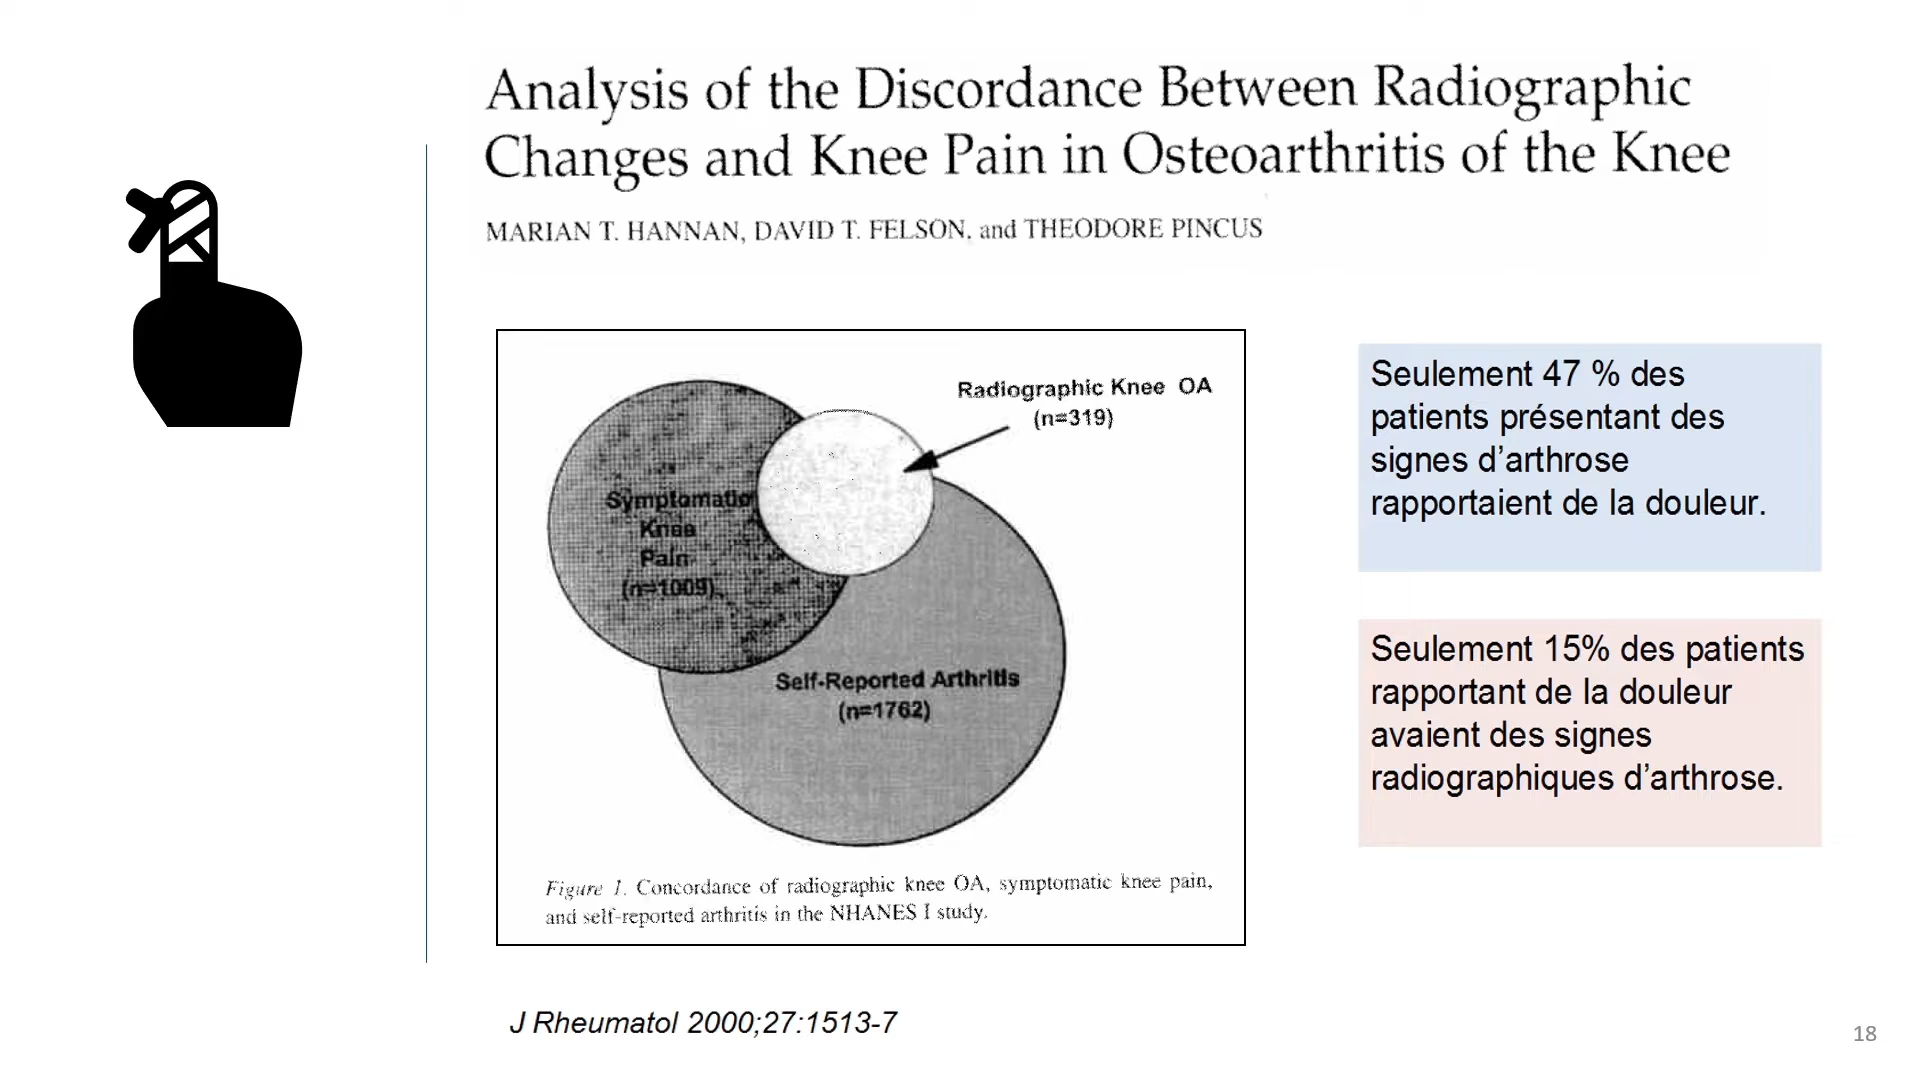 Analysis of the Discordance Between Radiographic
Changes and Knee Pain in Osteoarthritis of the Knee
MARIAN T. HANNAN, DAVID T. FELSON, and THEODORE PINCUS
Radiographic Knee OA
(n=319)
Symptomatic
Knee
Pain
(n=1009)
Self-Reported Arthritis
(n=1762)
Figure 1. Concordance of radiographic knee OA, symptomatic knee pain,
and self-reported arthritis in the NHANES I study.
Seulement 47 % des
patients présentant des
signes d’arthrose
rapportaient de la douleur.
Seulement 15% des patients
rapportant de la douleur
avaient des signes
radiographiques d’arthrose.
J Rheumatol 2000;27:1513-7
18